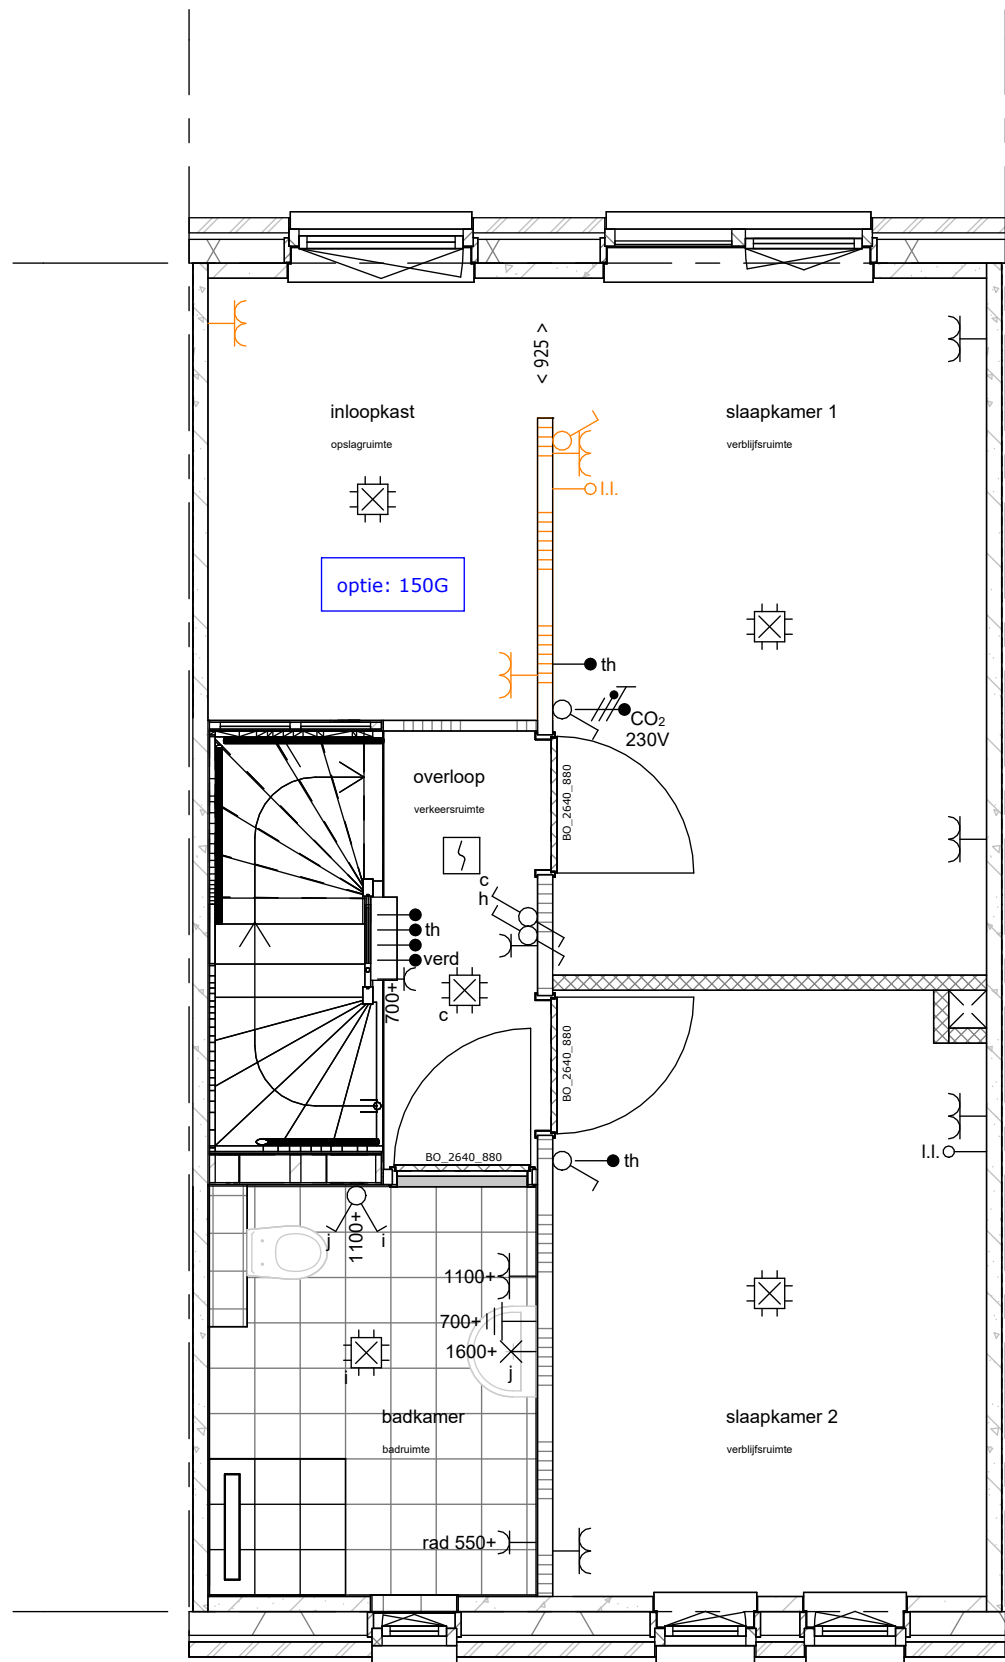 < 925 >
inloopkast
opslagruimte
slaapkamer 1
verblijfsruimte
l.l.
optie: 150G
th
CO₂
230V
overloop
verkeersruimte
BO_2640_880
c
h
th
verd
700+
c
BO_2640_880
BO_2640_880
th
l.l.
j
1100+
i
1100+
700+
1600+
j
i
badkamer
badruimte
slaapkamer 2
verblijfsruimte
rad 550+